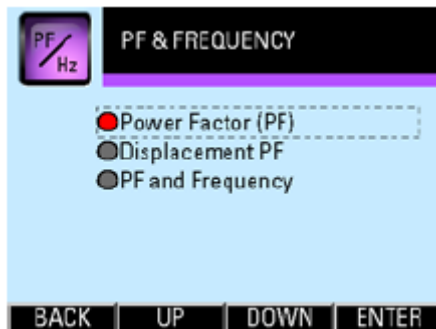 PF/Hz
PF & FREQUENCY
Power Factor (PF)
Displacement PF
PF and Frequency
BACK UP DOWN ENTER